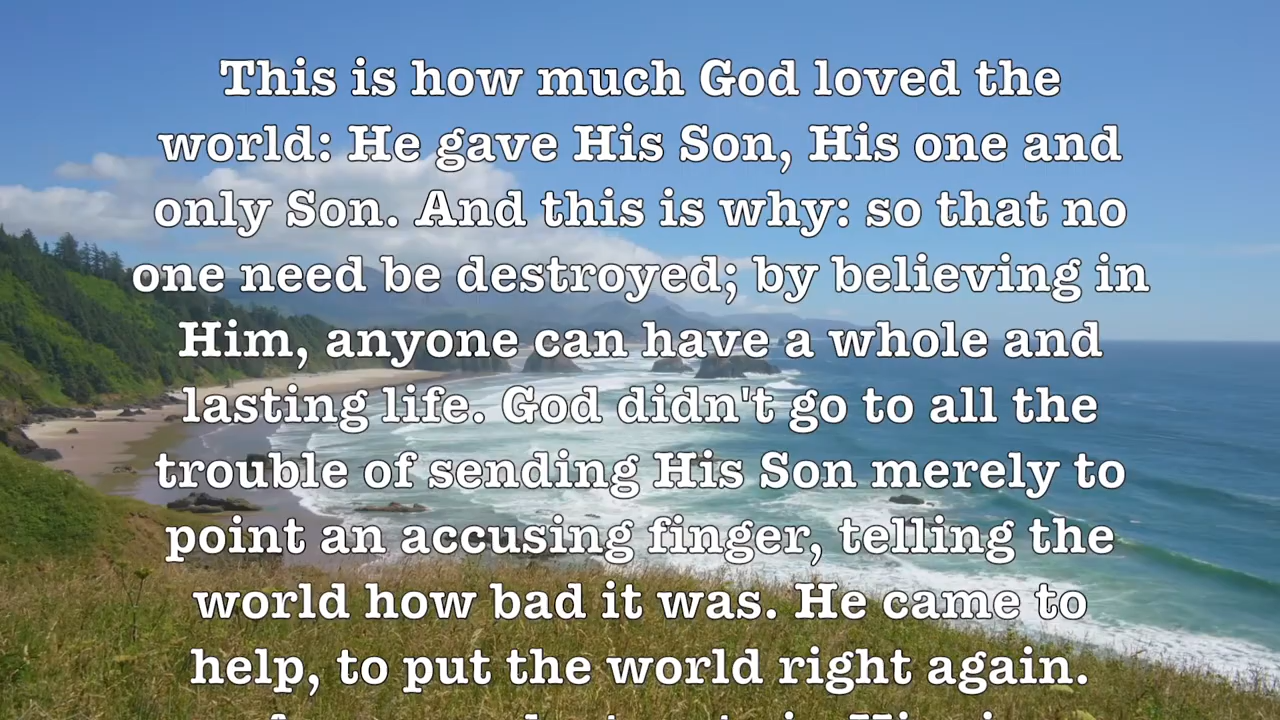 This is how much God loved the
world: He gave His Son, His one and
only Son. And this is why: so that no
one need be destroyed; by believing in
Him, anyone can have a whole and
lasting life. God didn't go to all the
trouble of sending His Son merely to
point an accusing finger, telling the
world how bad it was. He came to
help, to put the world right again.